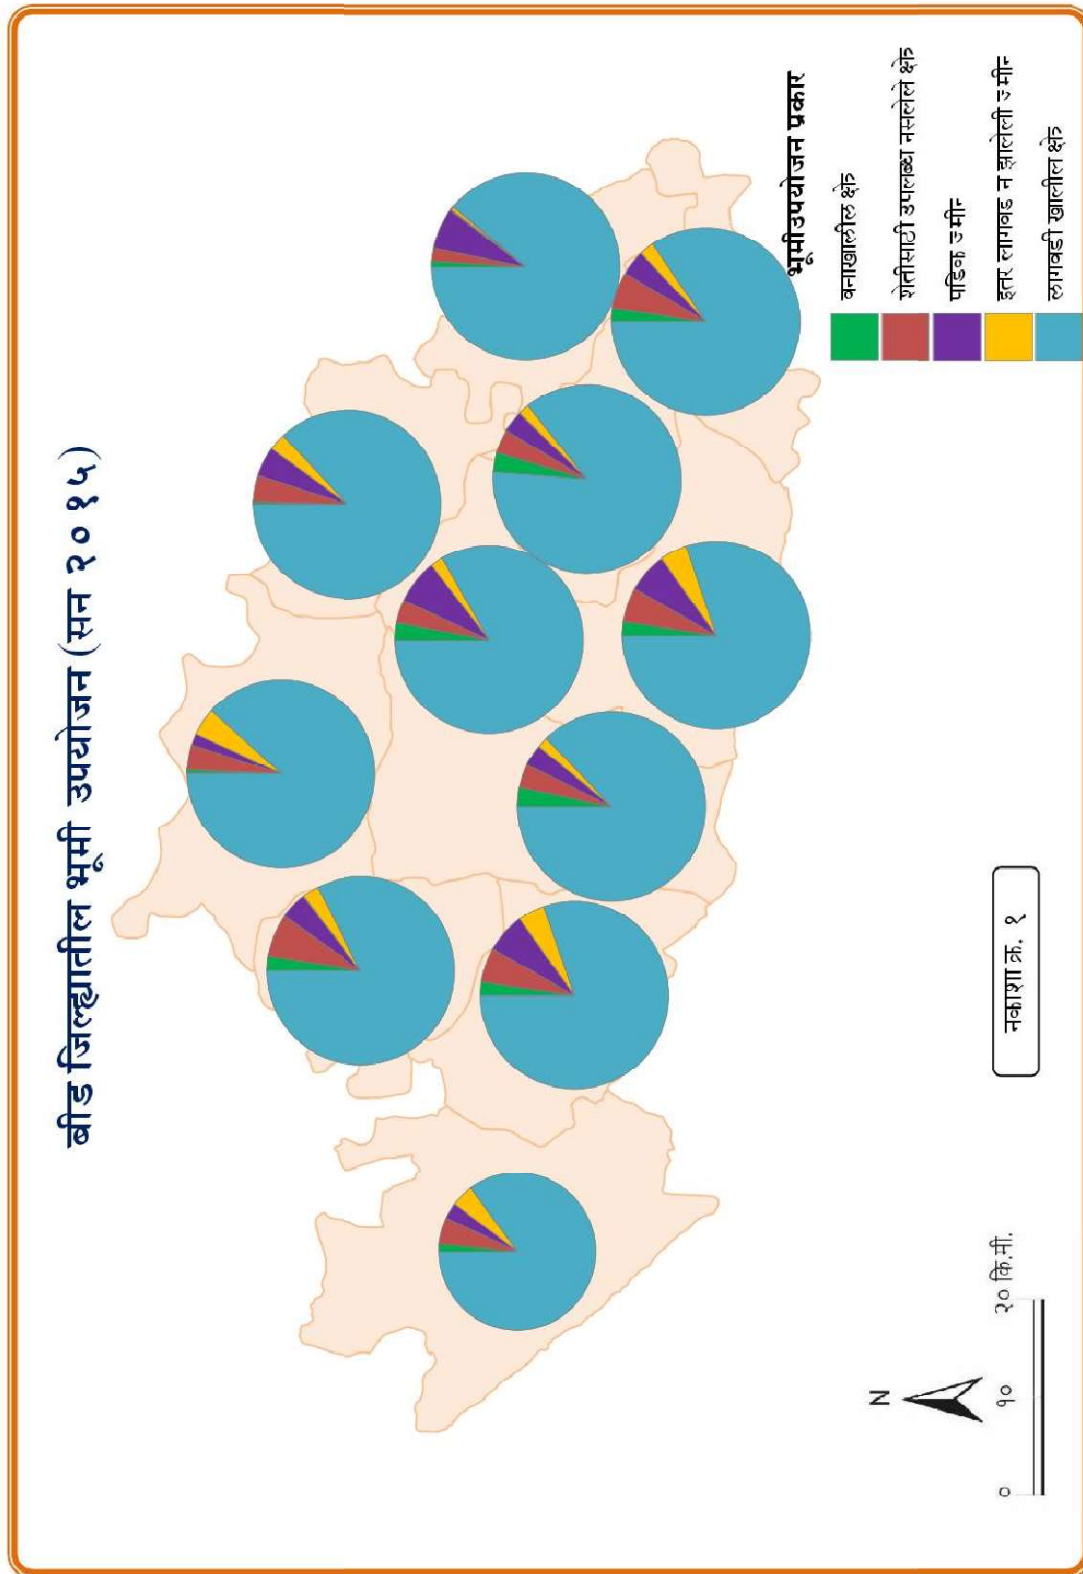 बीड जिल्ह्यातील भूमी उपयोजन (सन २०१५)
भूमीउपयोजन प्रकार
वनाखालील क्षेत्र
शेतीसाठी उपलब्ध नसलेले क्षेत्र
पडिक जमीन
इतर लागवड न झालेली जमीन
लागवडी खालील क्षेत्र
N
० १० २० कि.मी.
नकाशा क्र. १